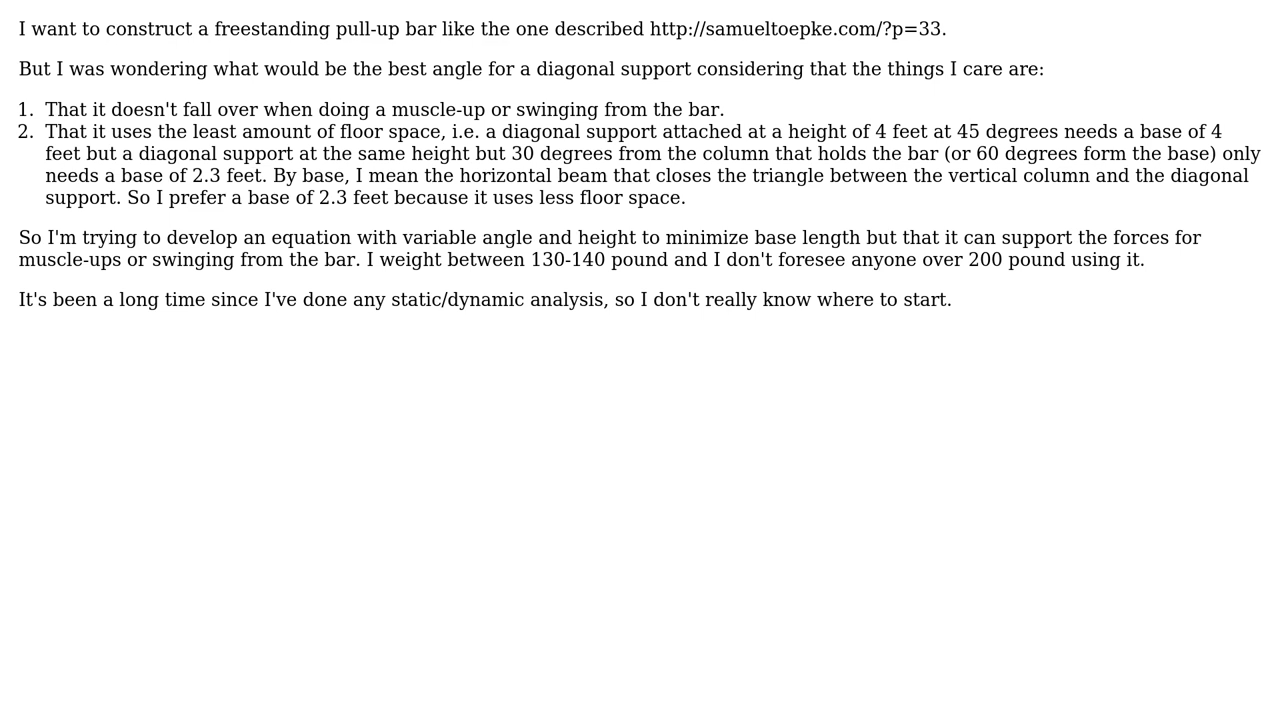 I want to construct a freestanding pull-up bar like the one described http://samueltoepke.com/?p=33.
But I was wondering what would be the best angle for a diagonal support considering that the things I care are:
1. That it doesn't fall over when doing a muscle-up or swinging from the bar.
2. That it uses the least amount of floor space, i.e. a diagonal support attached at a height of 4 feet at 45 degrees needs a base of 4
feet but a diagonal support at the same height but 30 degrees from the column that holds the bar (or 60 degrees form the base) only
needs a base of 2.3 feet. By base, I mean the horizontal beam that closes the triangle between the vertical column and the diagonal
support. So I prefer a base of 2.3 feet because it uses less floor space.
So I'm trying to develop an equation with variable angle and height to minimize base length but that it can support the forces for
muscle-ups or swinging from the bar. I weight between 130-140 pound and I don't foresee anyone over 200 pound using it.
It's been a long time since I've done any static/dynamic analysis, so I don't really know where to start.